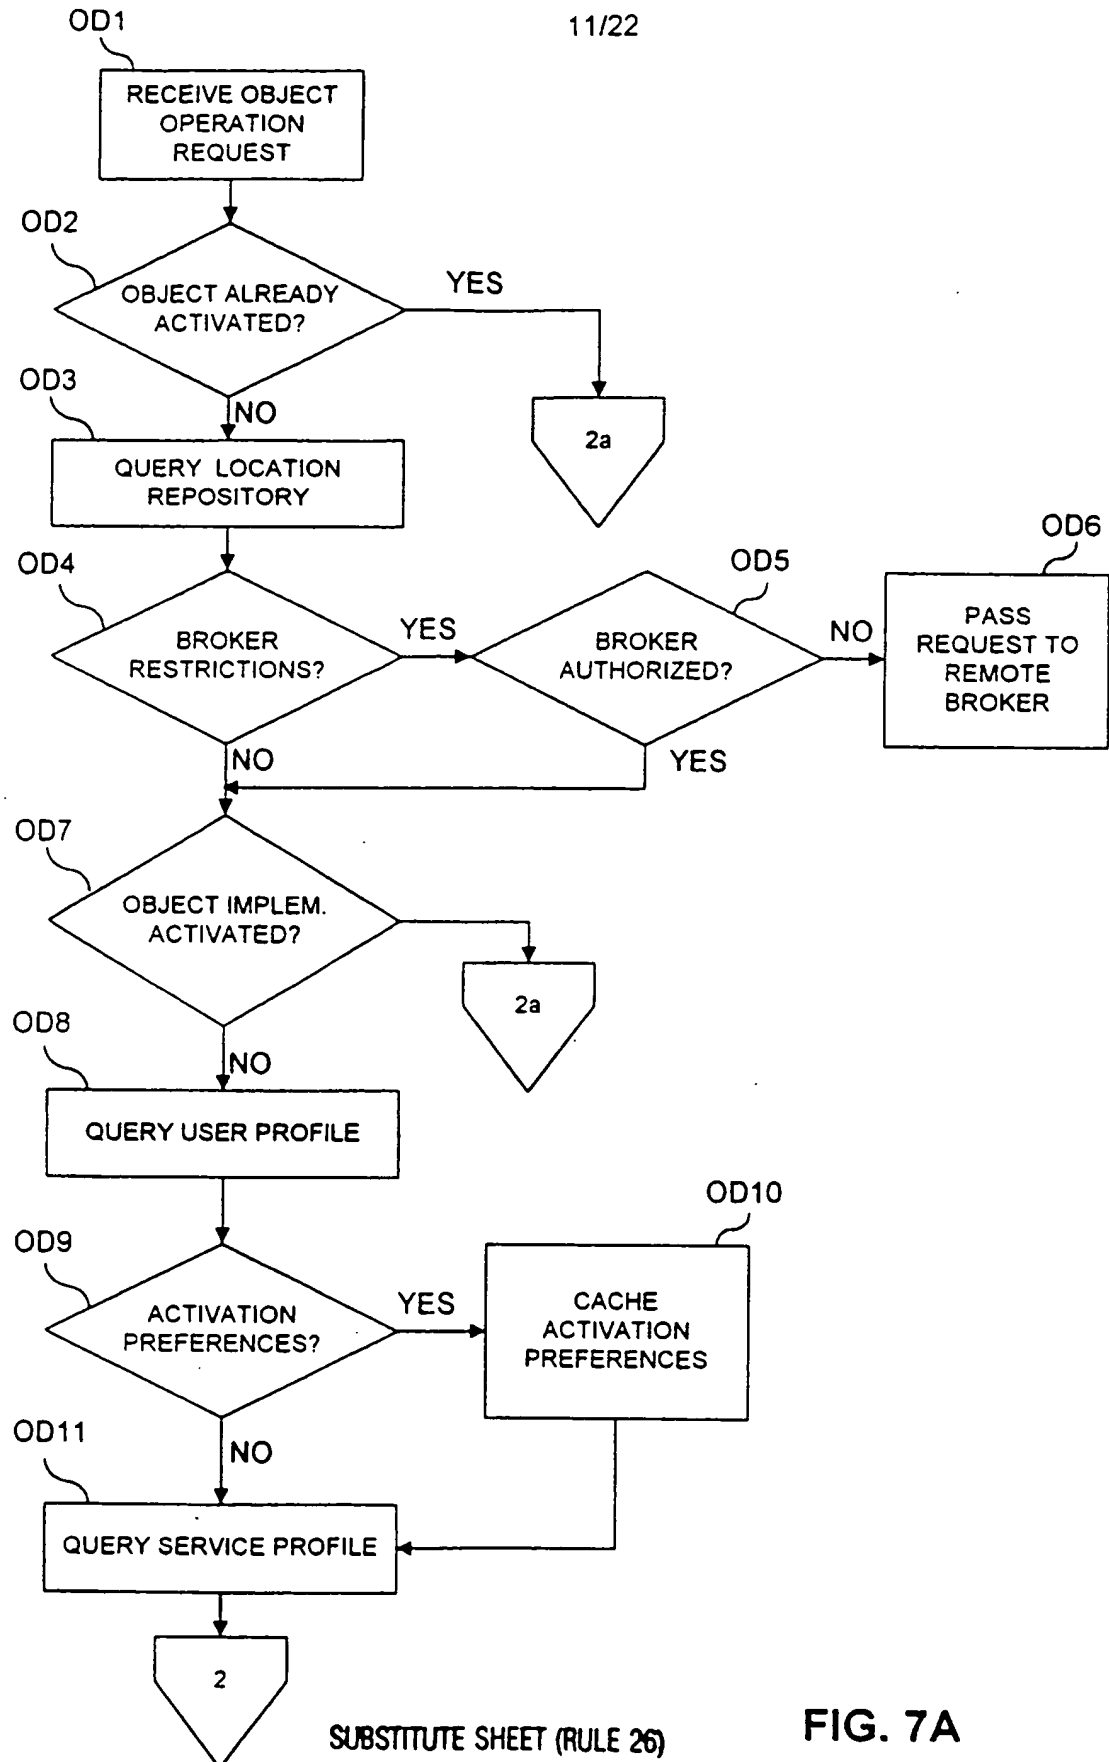 OD1
11/22
RECEIVE OBJECT
OPERATION
REQUEST
OD2
OBJECT ALREADY
ACTIVATED?
YES
2a
NO
OD3
QUERY LOCATION
REPOSITORY
OD4
BROKER
RESTRICTIONS?
YES
OD5
BROKER
AUTHORIZED?
NO
OD6
PASS
REQUEST TO
REMOTE
BROKER
NO
YES
OD7
OBJECT IMPLEM.
ACTIVATED?
2a
NO
OD8
QUERY USER PROFILE
OD9
ACTIVATION
PREFERENCES?
YES
OD10
CACHE
ACTIVATION
PREFERENCES
NO
OD11
QUERY SERVICE PROFILE
2
SUBSTITUTE SHEET (RULE 26)
FIG. 7A